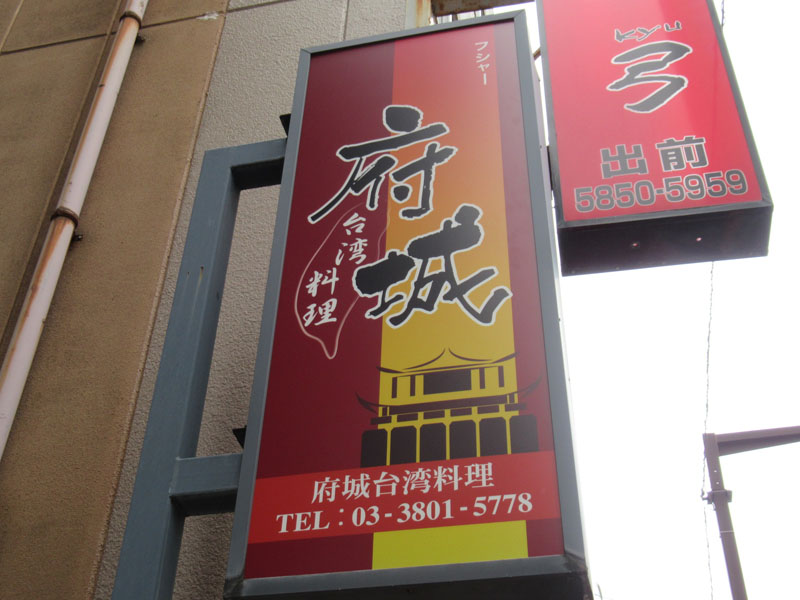 フシャー
府城
台湾料理
府城台湾料理
TEL：03-3801-5778
kyu
弓
出前
5850-5959